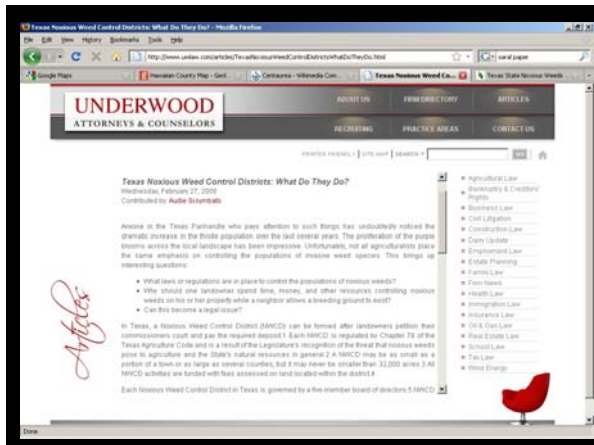 Texas Noxious Weed Control Districts: What Do They Do? - Mozilla Firefox
File Edit View History Bookmarks Tools Help
http://www.uwlaw.com/articles/TexasNoxiousWeedControlDistrictsWhatDoTheyDo.html
Google Maps
Hawaiian County Map - Geol...
Centaurea - Wikimedia Com...
Texas Noxious Weed Co...
Texas State Noxious Weeds
UNDERWOOD
ATTORNEYS & COUNSELORS
ABOUT US FIRM DIRECTORY ARTICLES
RECRUITING PRACTICE AREAS CONTACT US
PRINTER FRIENDLY | SITE MAP | SEARCH GO
Articles
Texas Noxious Weed Control Districts: What Do They Do?
Wednesday, February 27, 2008
Contributed by Audie Sciumbato
Anyone in the Texas Panhandle who pays attention to such things has undoubtedly noticed the
dramatic increase in the thistle population over the last several years. The proliferation of the purple
blooms across the local landscape has been impressive. Unfortunately, not all agriculturalists place
the same emphasis on controlling the populations of invasive weed species. This brings up
interesting questions:
What laws or regulations are in place to control the populations of noxious weeds?
Why should one landowner spend time, money, and other resources controlling noxious
weeds on his or her property while a neighbor allows a breeding ground to exist?
Can this become a legal issue?
In Texas, a Noxious Weed Control District (NWCD) can be formed after landowners petition their
commissioners court and pay the required deposit.1 Each NWCD is regulated by Chapter 78 of the
Texas Agriculture Code and is a result of the Legislature's recognition of the threat that noxious weeds
pose to agriculture and the State's natural resources in general.2 A NWCD may be as small as a
portion of a town or as large as several counties, but it may never be smaller than 32,000 acres.3 All
NWCD activities are funded with fees assessed on land located within the district.4
Each Noxious Weed Control District in Texas is governed by a five-member board of directors.5 NWCD
Agricultural Law
Bankruptcy & Creditors'
Rights
Business Law
Civil Litigation
Construction Law
Dairy Update
Employment Law
Estate Planning
Family Law
Firm News
Health Law
Immigration Law
Insurance Law
Oil & Gas Law
Real Estate Law
School Law
Tax Law
Wind Energy
Done